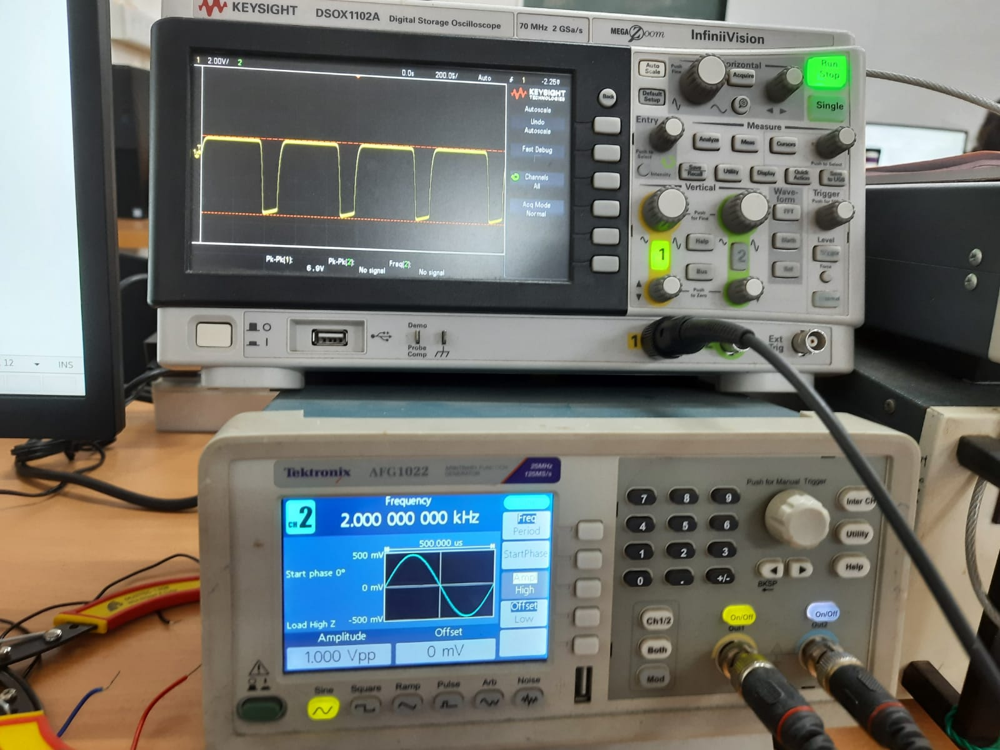 KEYSIGHT DSOX1102A Digital Storage Oscilloscope 70 MHz 2 GSa/s MEGA Zoom InfiniiVision
1 2.00V/ 2 0.0s 200.0s/ Auto 1 -2.25
KEYSIGHT
TECHNOLOGIES
Autoscale
Undo
Autoscale
Fast Debug
Channels
All
Acq Mode
Normal
Pk-Pk(1): Pk-Pk(2): Freq(2):
6.9V No signal No signal
Back
Auto
Scale
Push
Fine
orizontal
Acquire
Run
Stop
Default
Setup
Single
Entry
Measure
Analyze Meas Cursors
Push to
Select
Push to Select
Intensity
Save
Recall
Utility Display
Quick
Action
Save
to USB
Vertical
Wave-
form
Trigger
Push
for Fine
FFT
Level
1 Help 2 Math
Trigger
Force
Bus Ref
Push
to Zero
Demo
Probe
Comp
1
Ext
Trig
12 INS
Tektronix AFG1022 ARBITRARY FUNCTION
GENERATOR
25MHz
125MS/s
CH 2
Frequency
2.000 000 000 kHz
Freq
Period
500.000 us
StartPhase
500 mV
Start phase 0°
0 mV
Ampl
High
Offset
Low
Load High Z
-500 mV
Amplitude Offset
1.000 Vpp 0 mV
Sine Square Ramp Pulse Arb Noise
Push for Manual Trigger
7 8 9
4 5 6
1 2 3
0 . +/-
Inter CH
Utility
Help
BKSP
Ch1/2
Both
Mod
On/Off On/Off
Out1 Out2